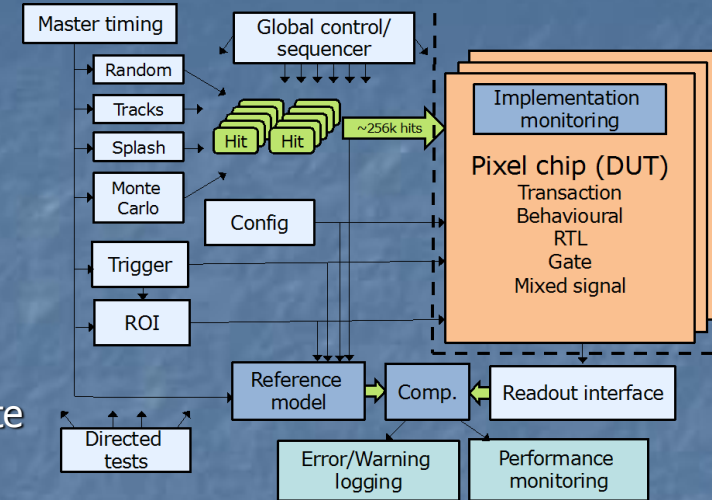 Master timing
Global control/
sequencer
Random
Tracks
Splash
Monte
Carlo
Hit
Hit
~256k hits
Implementation
monitoring
Pixel chip (DUT)
Transaction
Behavioural
RTL
Gate
Mixed signal
Config
Trigger
ROI
Reference
model
Comp.
Readout interface
te
Directed
tests
Error/Warning
logging
Performance
monitoring